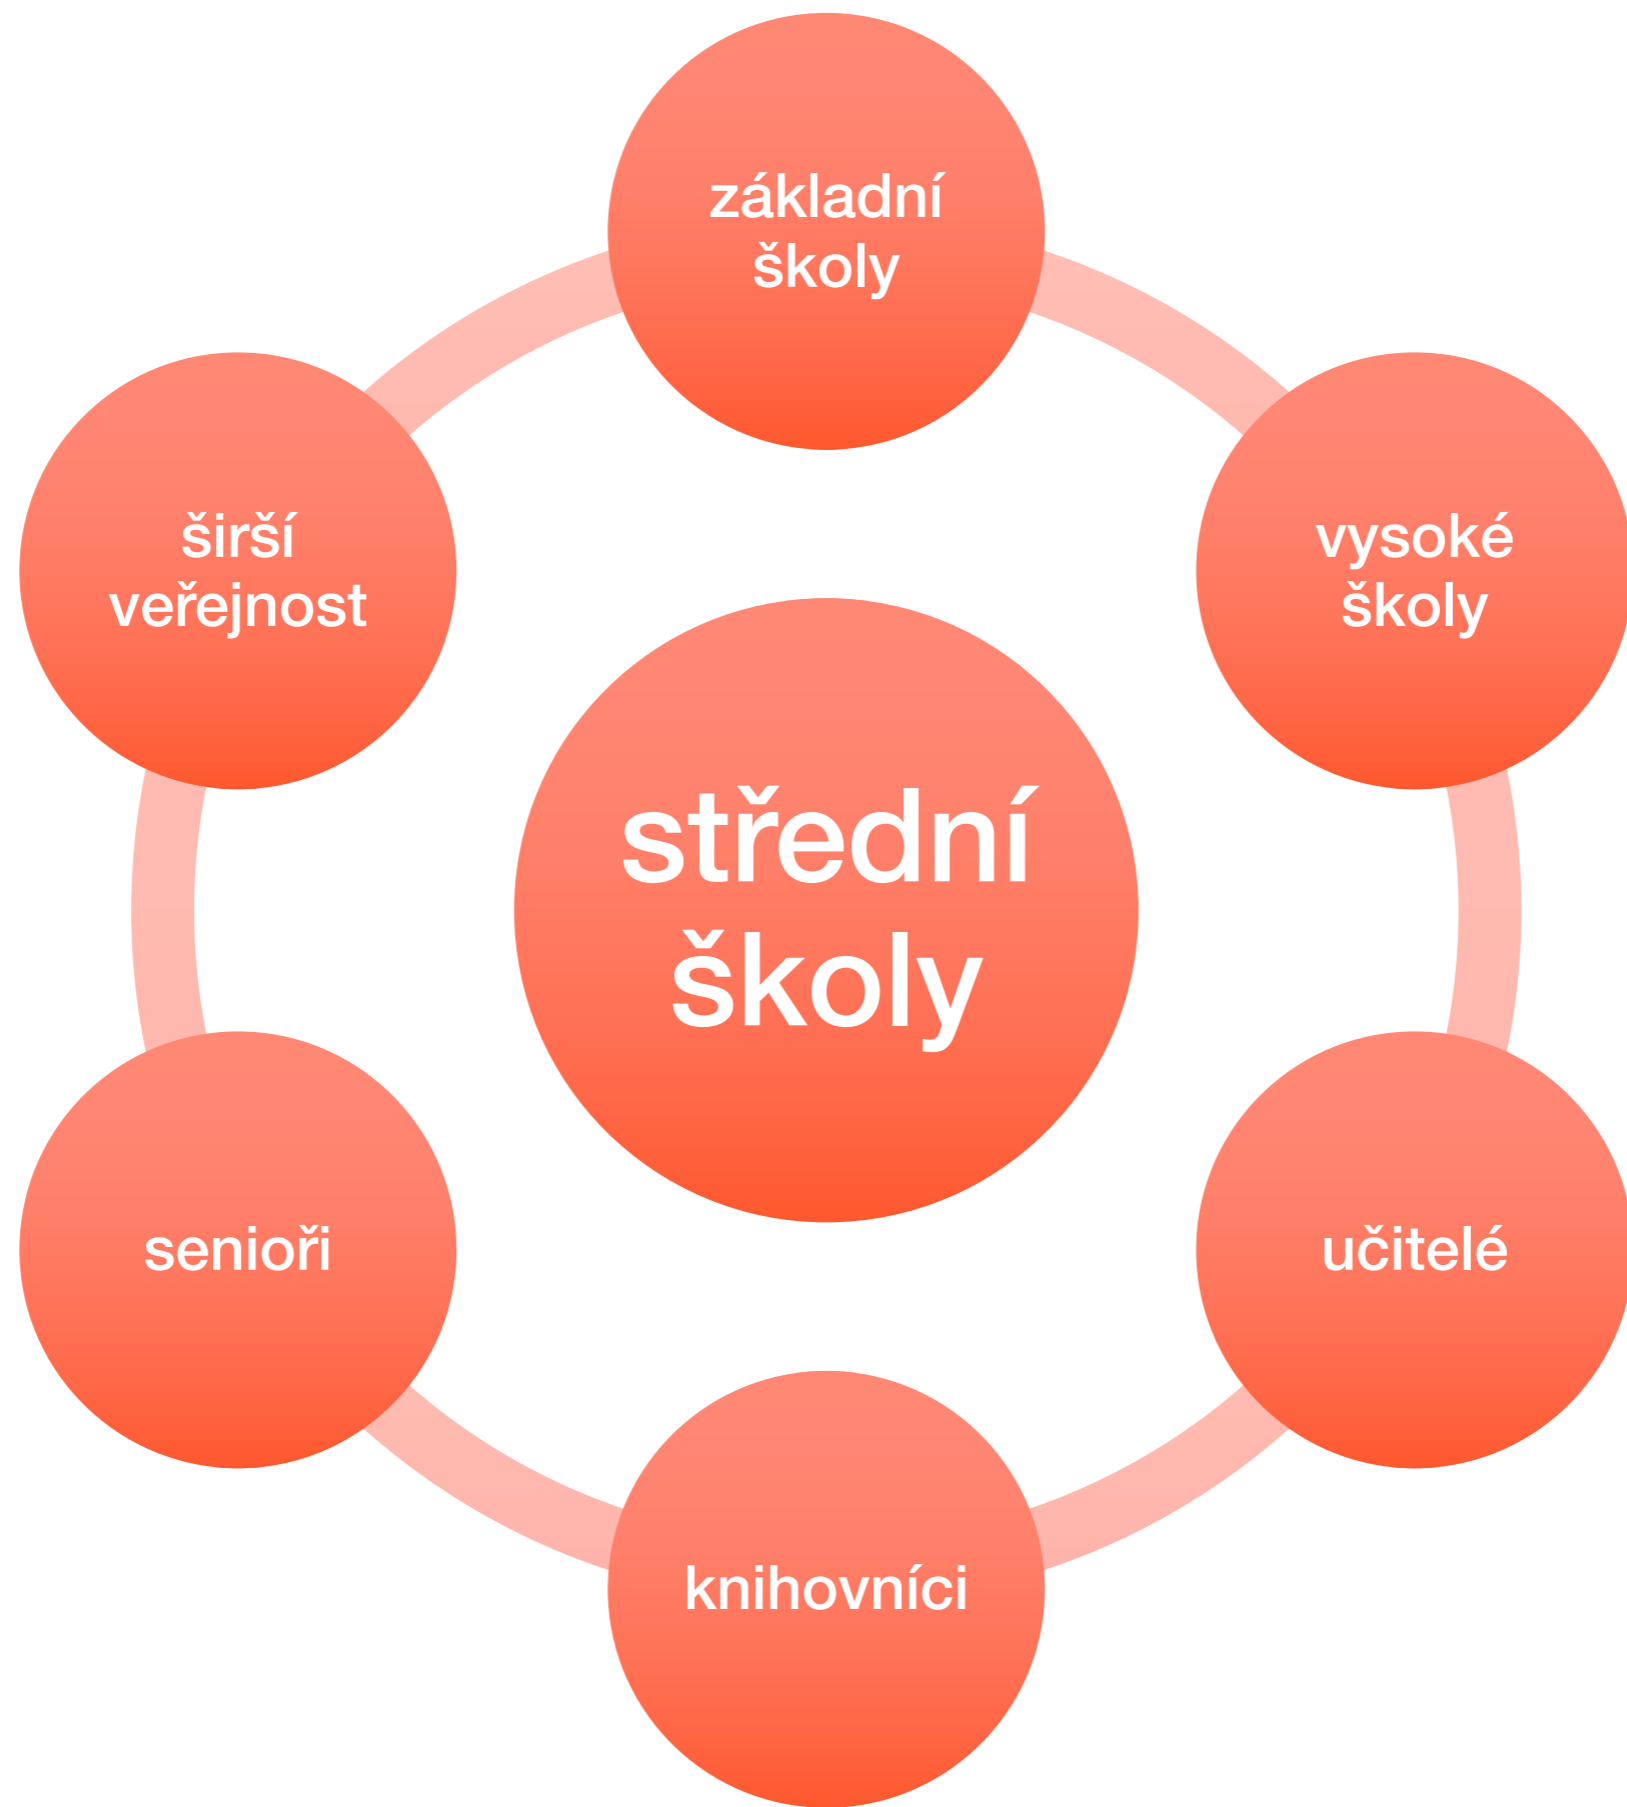 základní
školy
širší
veřejnost
vysoké
školy
střední
školy
senioři
učitelé
knihovníci